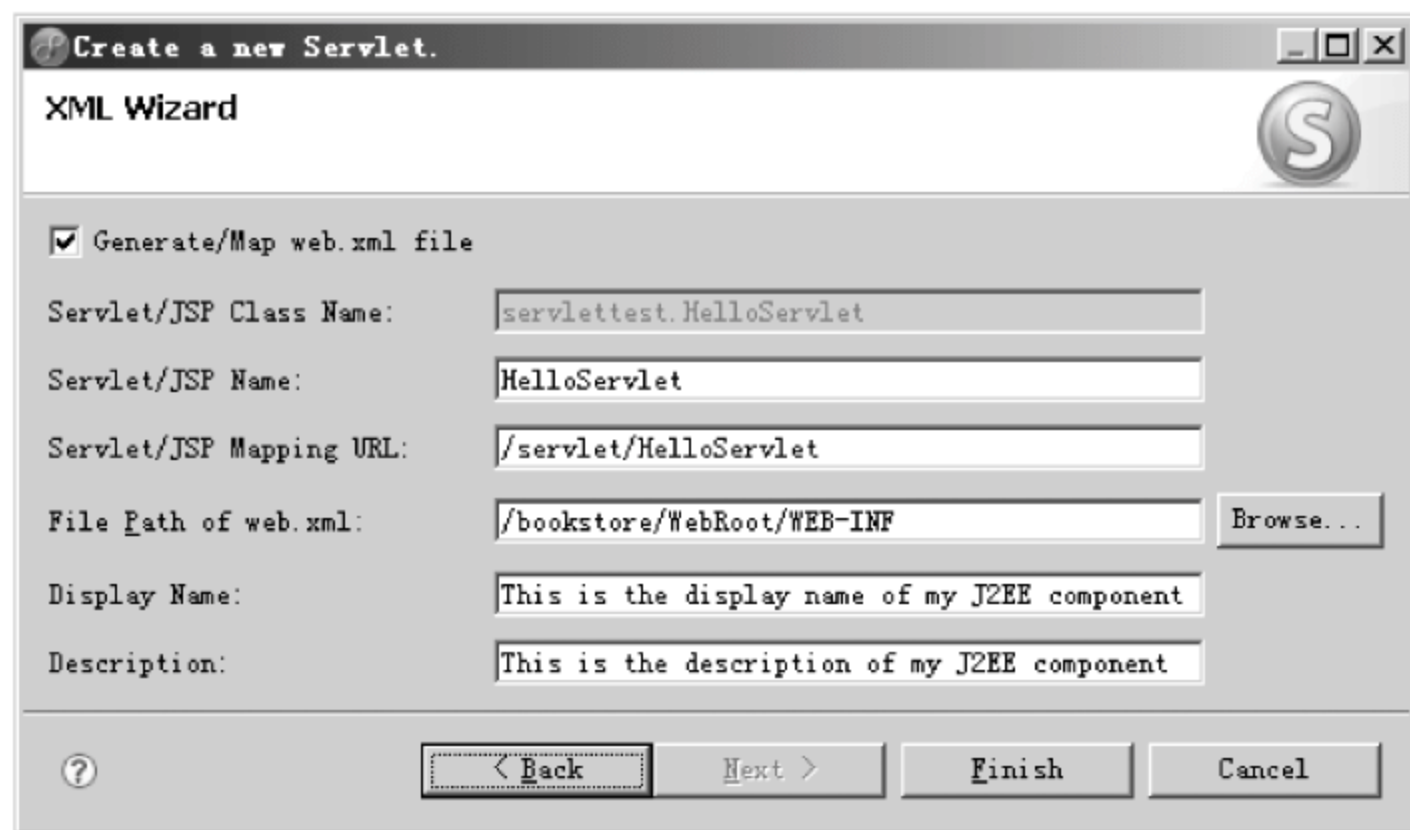 Create a new Servlet.
XML Wizard
S
Generate/Map web.xml file
Servlet/JSP Class Name: servlettest.HelloServlet
Servlet/JSP Name: HelloServlet
Servlet/JSP Mapping URL: /servlet/HelloServlet
File Path of web.xml: /bookstore/WebRoot/WEB-INF Browse...
Display Name: This is the display name of my J2EE component
Description: This is the description of my J2EE component
? < Back Next > Finish Cancel